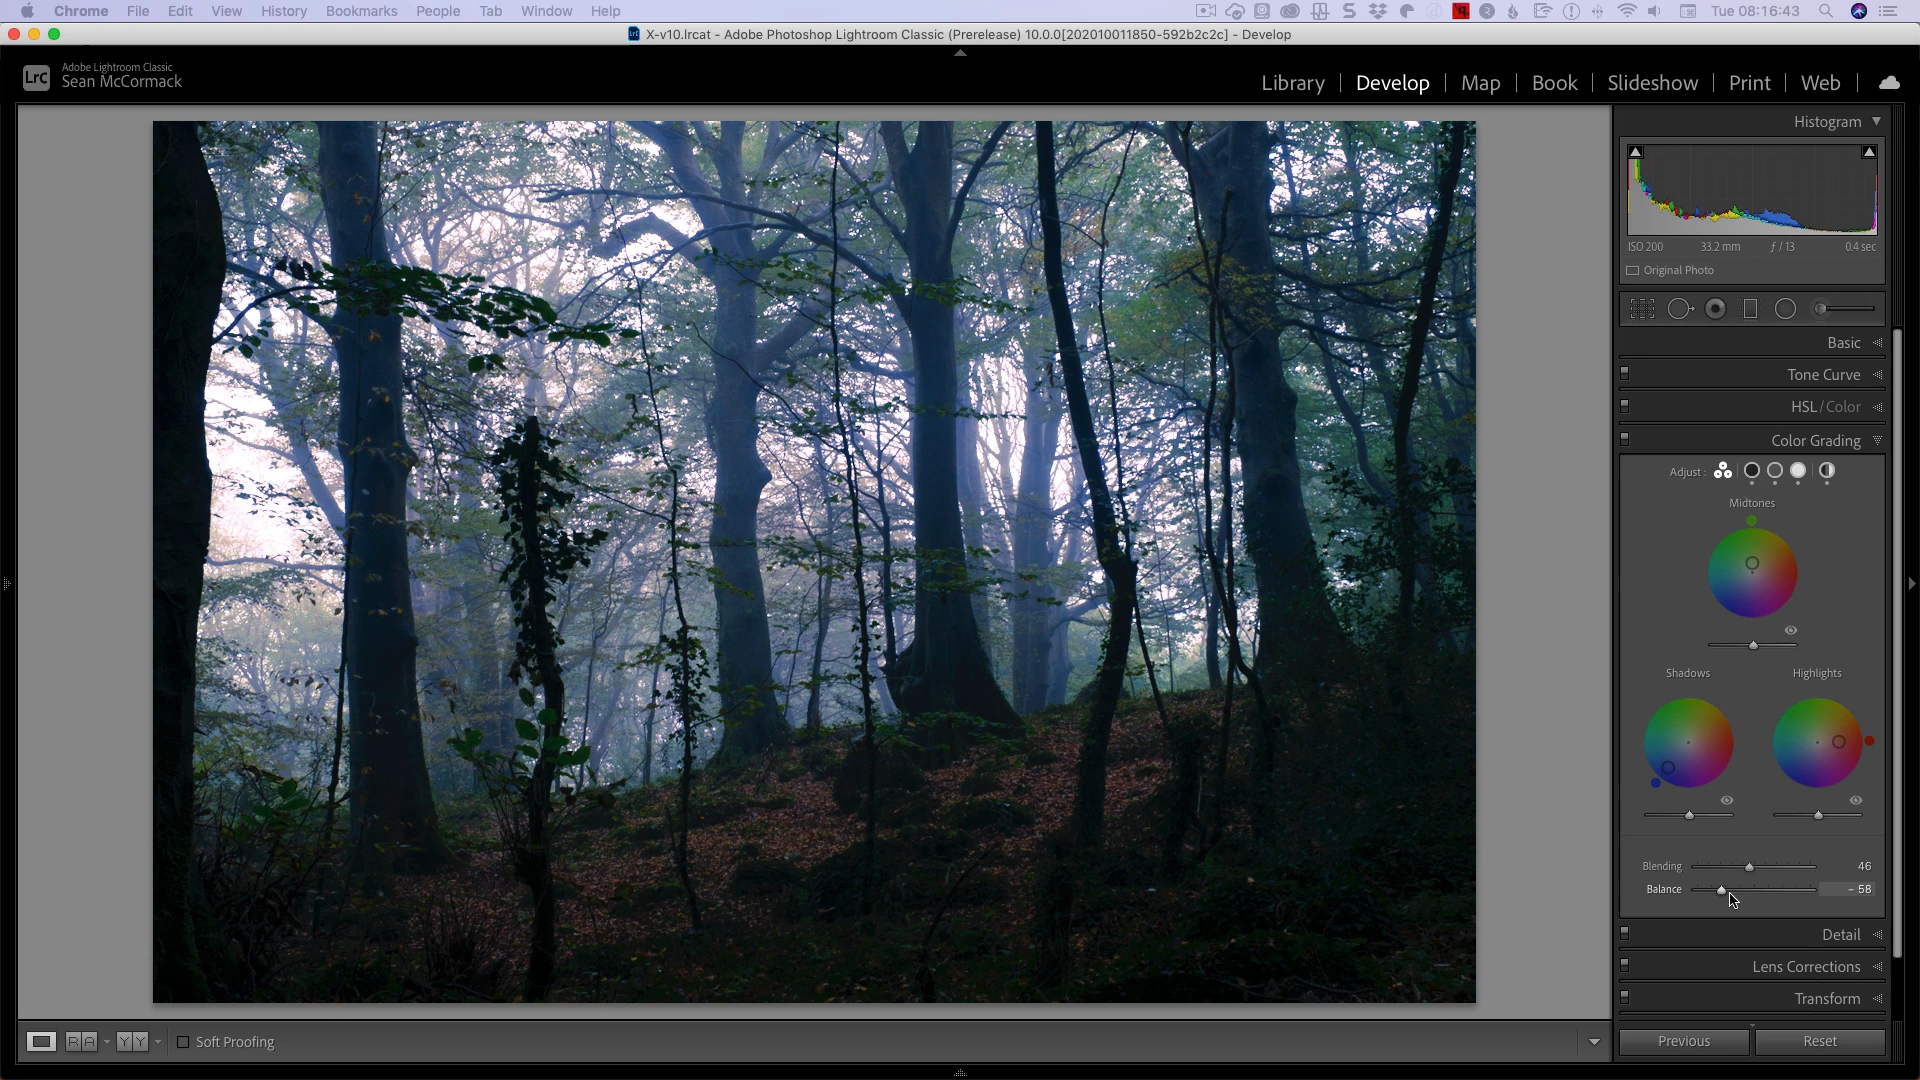 Chrome File Edit View History Bookmarks People Tab Window Help Tue 08:16:43
X-v10.lrcat - Adobe Photoshop Lightroom Classic (Prerelease) 10.0.0[202010011850-592b2c2c] - Develop
LrC
Adobe Lightroom Classic
Sean McCormack
Library | Develop | Map | Book | Slideshow | Print | Web
Histogram
ISO 200 33.2 mm ƒ / 13 0.4 sec
Original Photo
Basic
Tone Curve
HSL / Color
Color Grading
Adjust :
Midtones
Shadows Highlights
Blending 46
Balance - 58
Detail
Lens Corrections
Transform
R A Y Y Soft Proofing Previous Reset